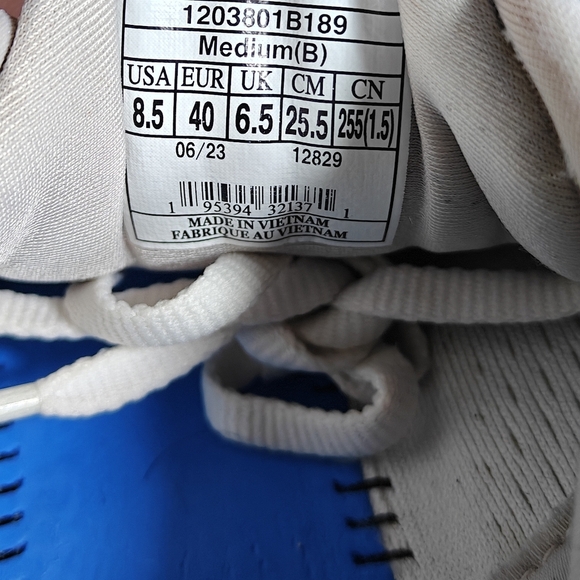 1203801B189
Medium(B)
USA EUR UK CM CN
8.5 40 6.5 25.5 255(1.5)
06/23 12829
1 95394 32137 1
MADE IN VIETNAM
FABRIQUE AU VIETNAM